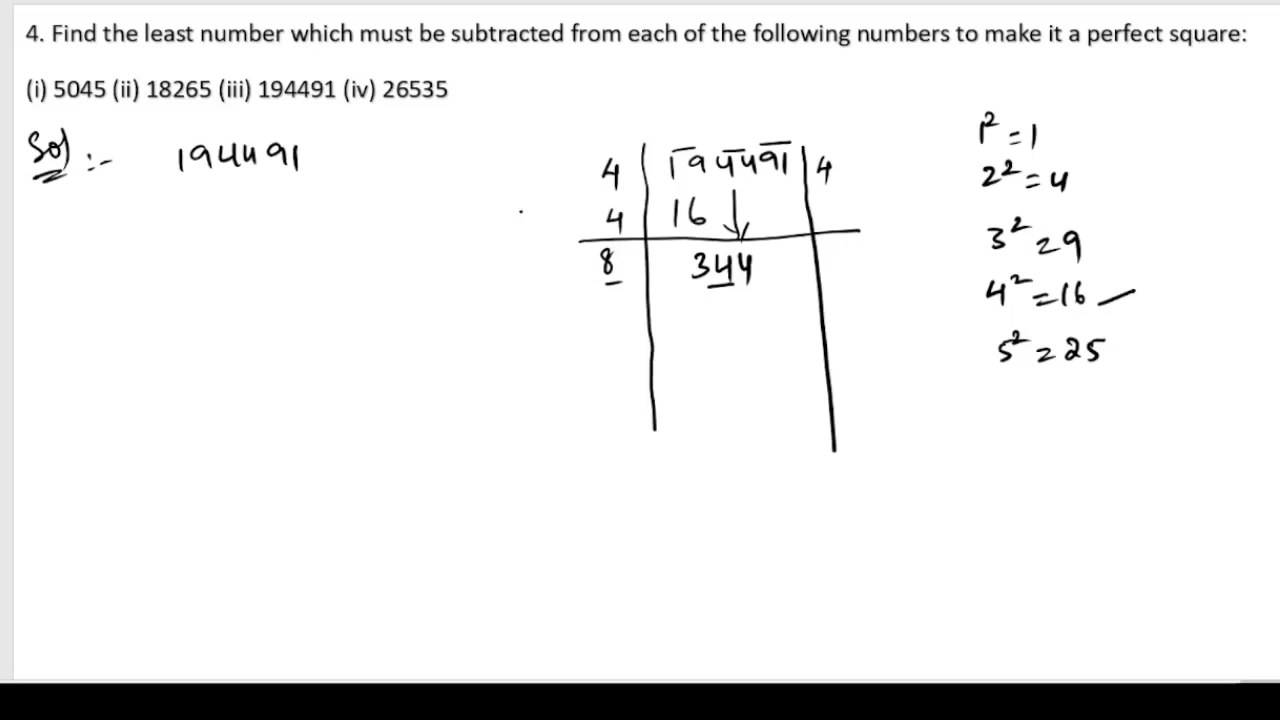 4. Find the least number which must be subtracted from each of the following numbers to make it a perfect square:
(i) 5045 (ii) 18265 (iii) 194491 (iv) 26535
Sol :- 194491
4 194491 4
4 16
8 344
1² = 1
2² = 4
3² = 9
4² = 16
5² = 25